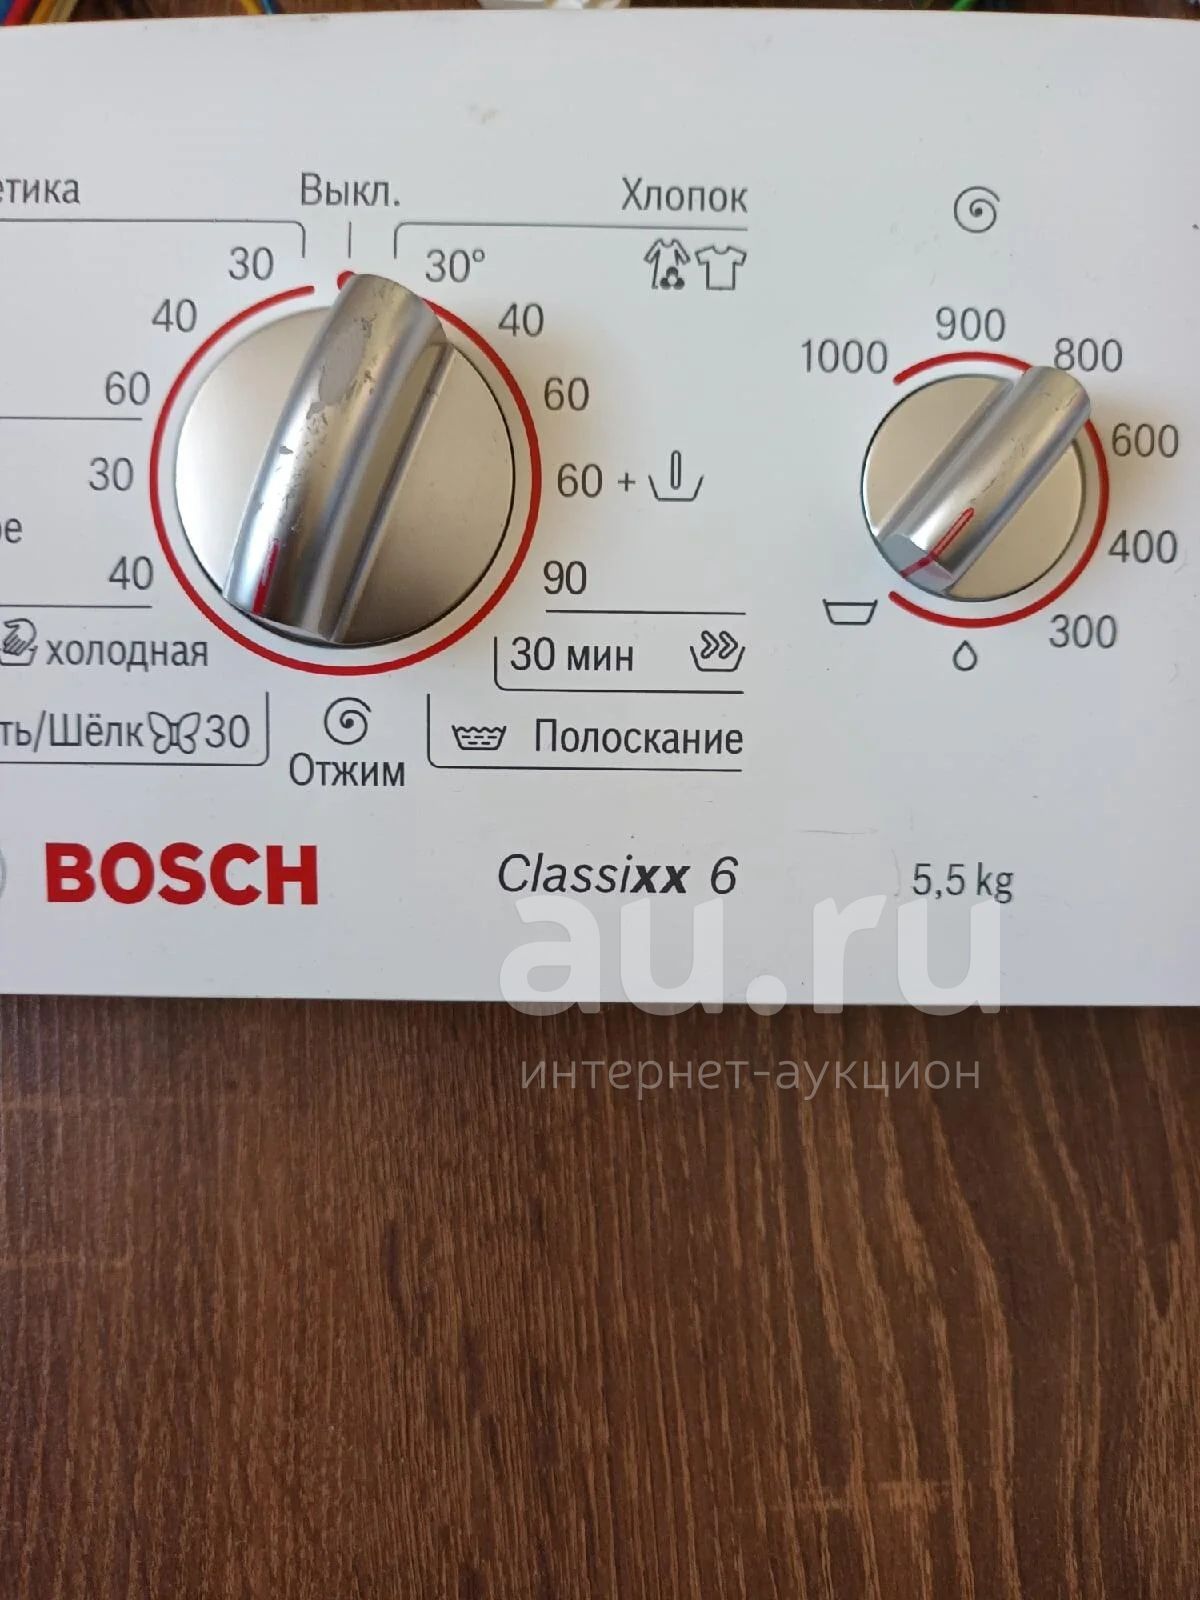 етика
Выкл.
Хлопок
30
30°
40
40
60
60
30
60 +
е
40
90
холодная
30 мин
ть/Шёлк 30
Отжим
Полоскание
900
1000
800
600
400
300
BOSCH
Classixx 6
5,5 kg
au.ru
интернет-аукцион